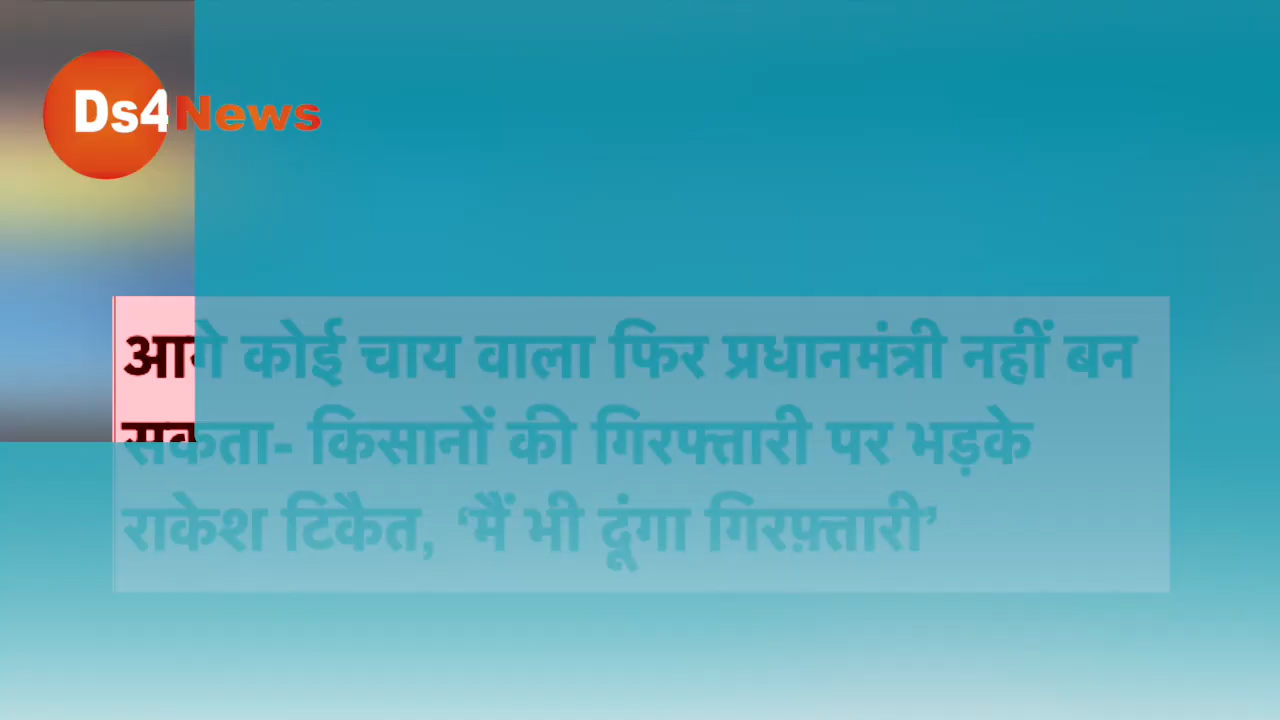 Ds4News
आगे कोई चाय वाला फिर प्रधानमंत्री नहीं बन
सकता- किसानों की गिरफ्तारी पर भड़के
राकेश टिकैत, ‘मैं भी दूंगा गिरफ़्तारी’